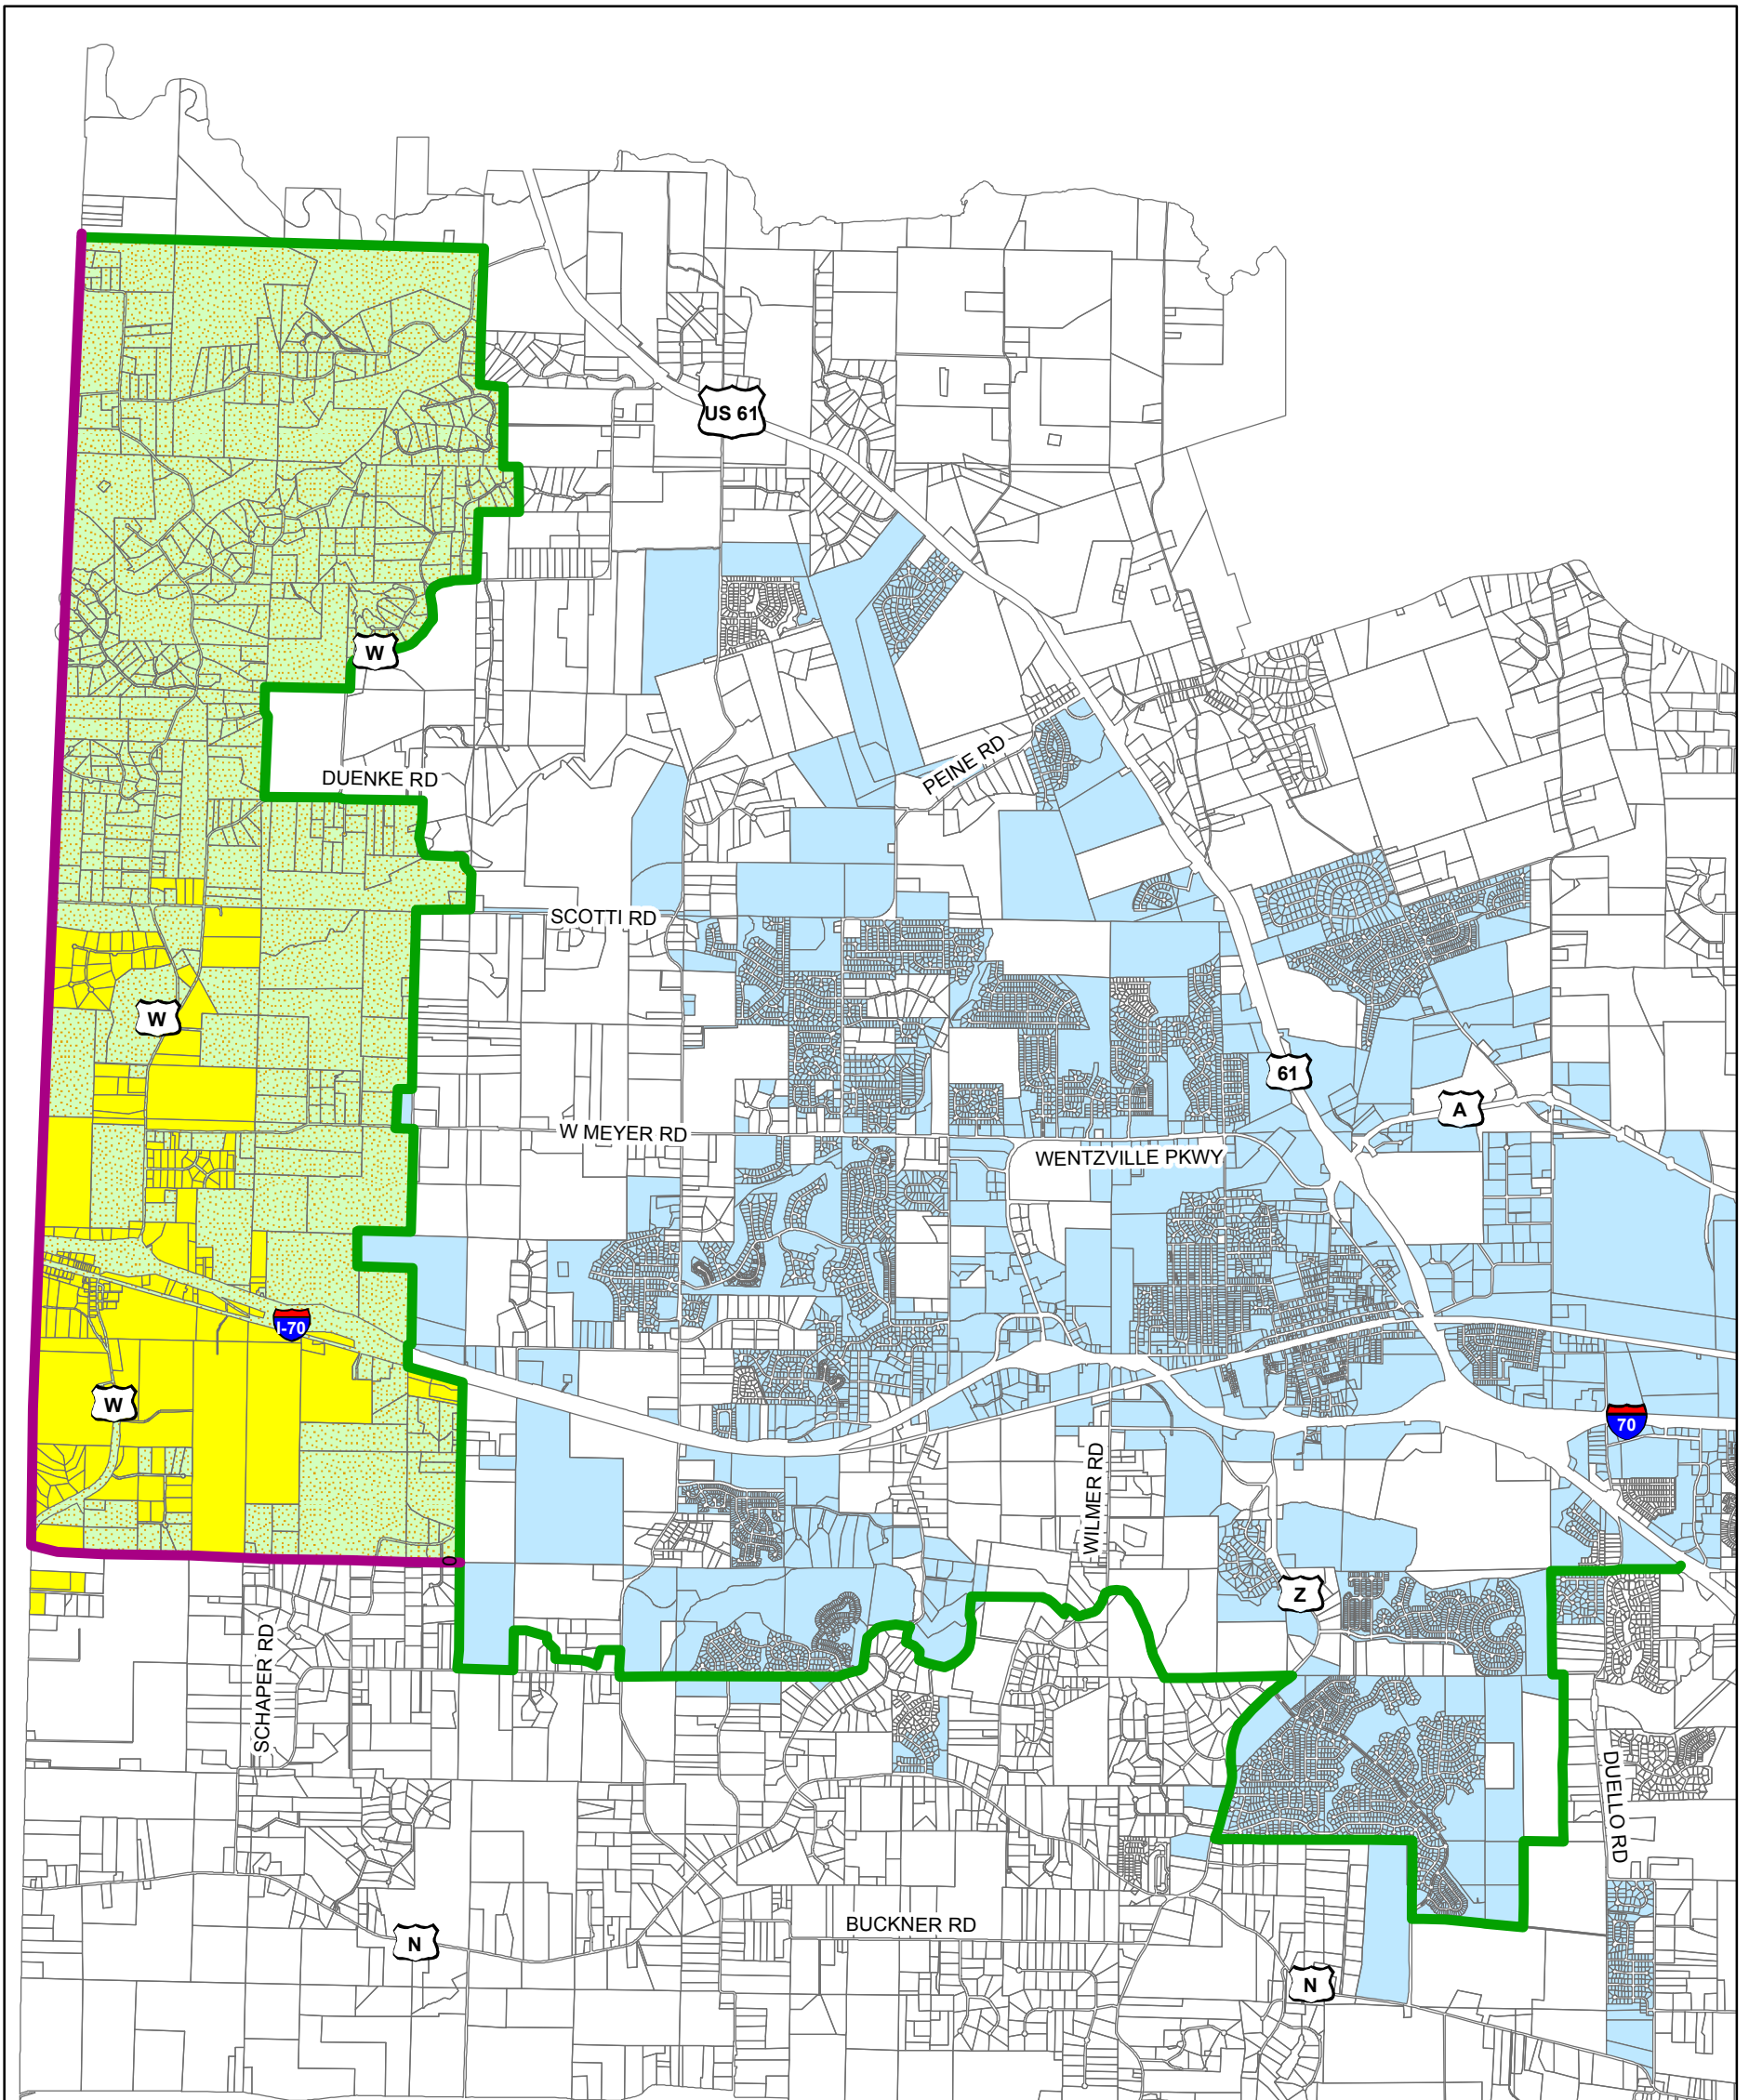 US 61
W
DUENKE RD
PEINE RD
SCOTTI RD
W
61
A
W MEYER RD
WENTZVILLE PKWY
I-70
W
70
WILMER RD
Z
SCHAPER RD
DUELLO RD
BUCKNER RD
N
N